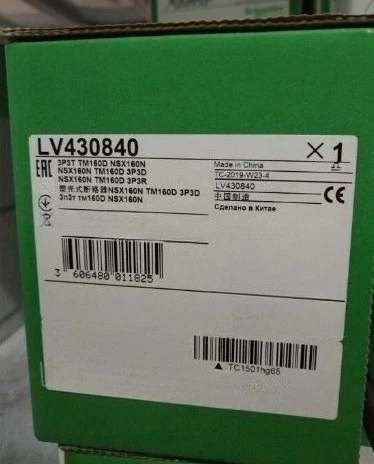 Schneider
LV430840
× 1
3P3T TM160D NSX160N
NSX160N TM160D 3P3D
NSX160N TM160D 3P3R
塑壳式断路器NSX160N TM160D 3P3D
3п3т тм160D NSX160N
EAC
Made in China
TC-2019-W23-4
LV430840
中国制造
Сделано в Китае
CE
3 606480 011825
▲ TC1501hg65